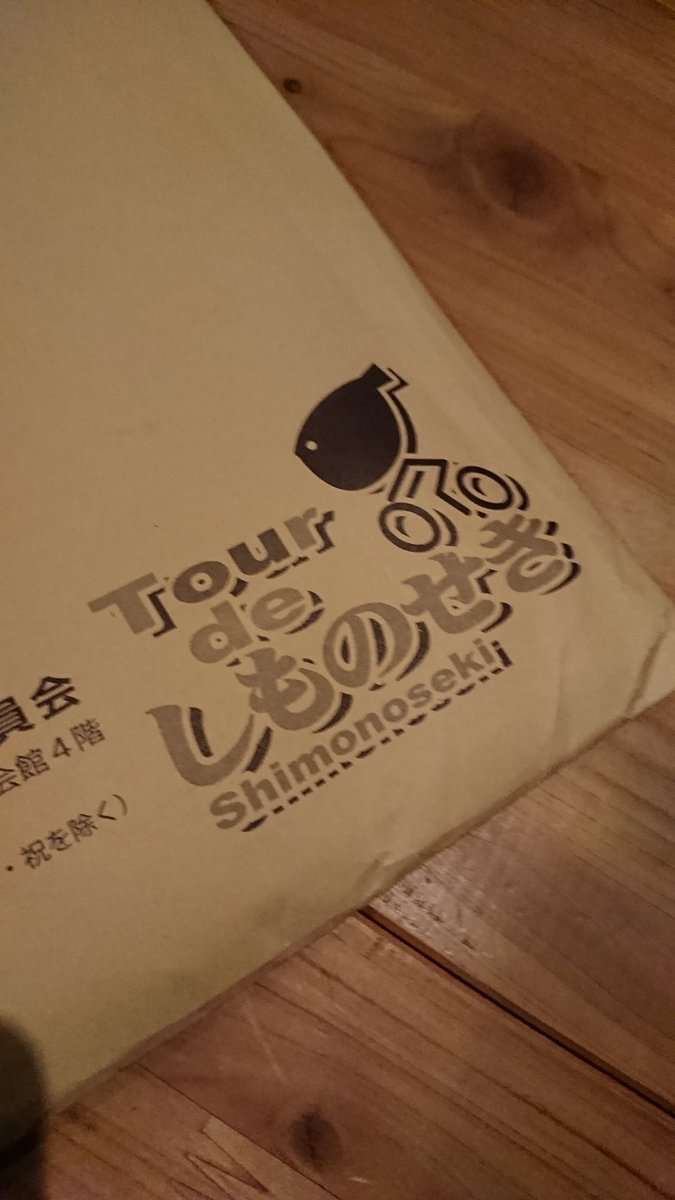 Tour
de
しものせき
Shimonoseki
員会
会館4階
・祝を除く）